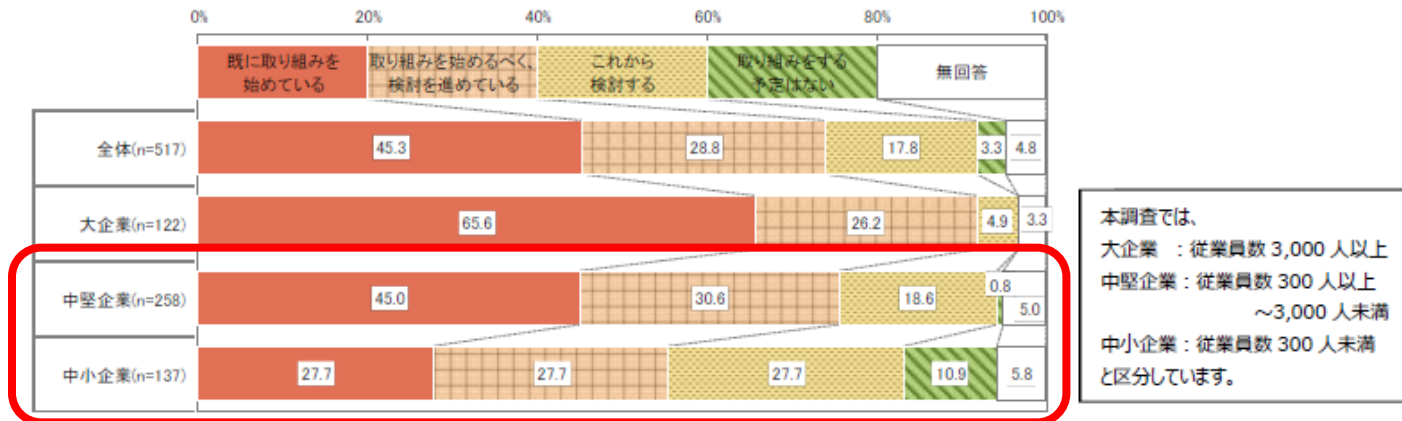 0% 20% 40% 60% 80% 100%
既に取り組みを
始めている
取り組みを始めるべく、
検討を進めている
これから
検討する
取り組みをする
予定はない
無回答
全体(n=517) 45.3 28.8 17.8 3.3 4.8
大企業(n=122) 65.6 26.2 4.9 3.3
中堅企業(n=258) 45.0 30.6 18.6 0.8 5.0
中小企業(n=137) 27.7 27.7 27.7 10.9 5.8
本調査では、
大企業 ：従業員数 3,000 人以上
中堅企業：従業員数 300 人以上
～3,000 人未満
中小企業：従業員数 300 人未満
と区分しています。